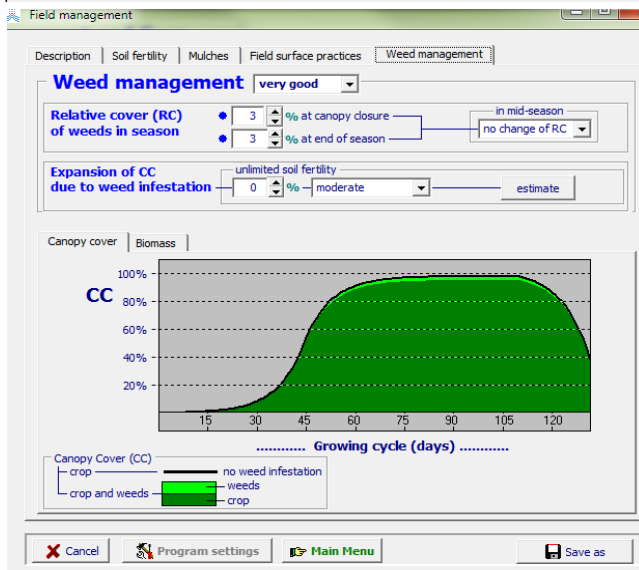 Field management
Description Soil fertility Mulches Field surface practices Weed management
Weed management very good
Relative cover (RC) 3 % at canopy closure in mid-season
of weeds in season 3 % at end of season no change of RC
Expansion of CC unlimited soil fertility
due to weed infestation 0 % moderate estimate
Canopy cover Biomass
CC
100%
80%
60%
40%
20%
15 30 45 60 75 90 105 120
............ Growing cycle (days) ............
Canopy Cover (CC)
crop no weed infestation
crop and weeds weeds
crop
Cancel Program settings Main Menu Save as